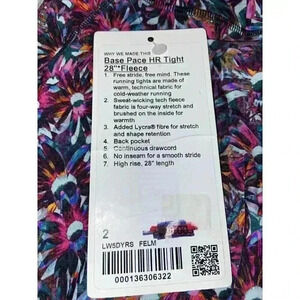 WHY WE MADE THIS
Base Pace HR Tight
28"*Fleece
1. Free stride, free mind. These
running tights are made of
warm, technical fabric for
cold-weather running
2. Sweat-wicking tech fleece
fabric is four-way stretch and
brushed on the inside for
warmth
3. Added Lycra® fibre for stretch
and shape retention
4. Back pocket
5. Continuous drawcord
6. No inseam for a smooth stride
7. High rise, 28" length
2
LW5DYRS FELM
000136306322